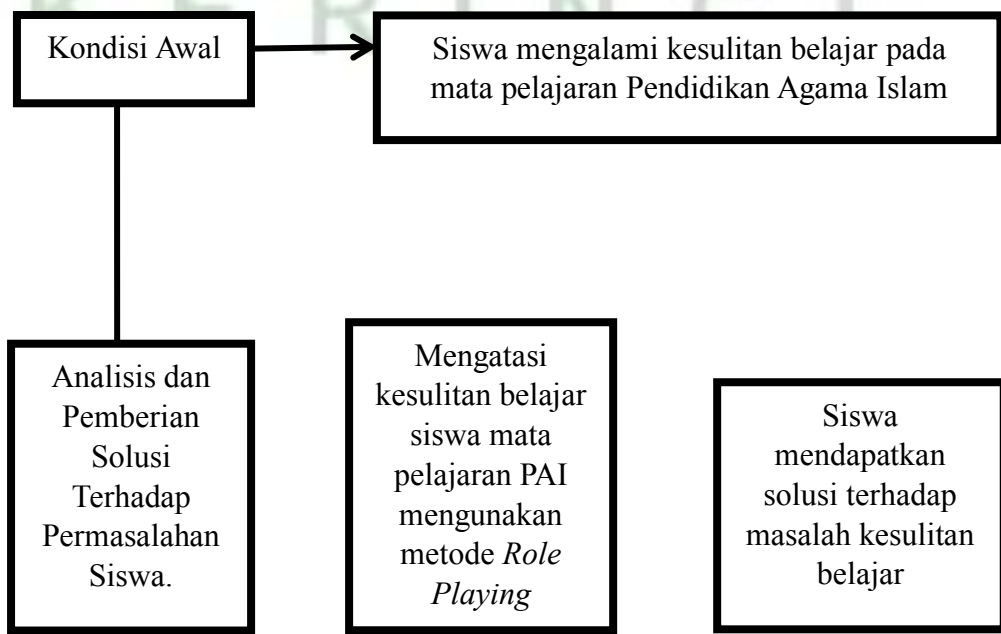 K E R I N C I
Kondisi Awal
Siswa mengalami kesulitan belajar pada
mata pelajaran Pendidikan Agama Islam
Analisis dan
Pemberian
Solusi
Terhadap
Permasalahan
Siswa.
Mengatasi
kesulitan belajar
siswa mata
pelajaran PAI
mengunakan
metode Role
Playing
Siswa
mendapatkan
solusi terhadap
masalah kesulitan
belajar